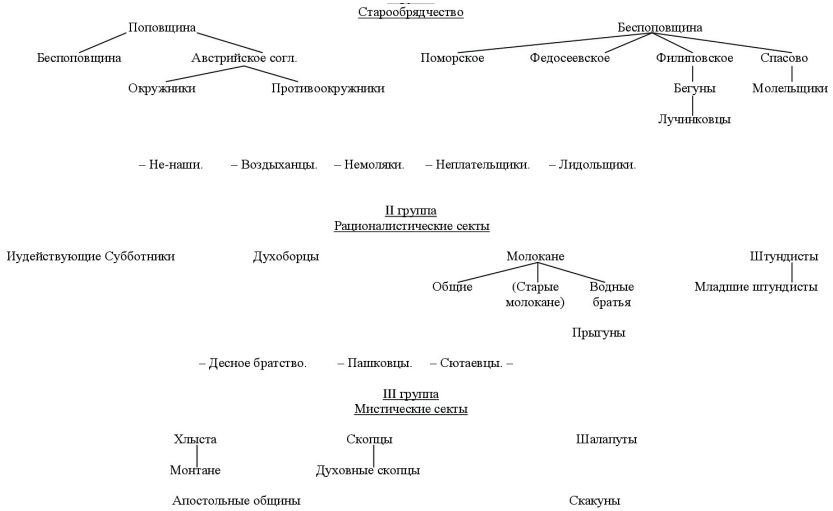 Старообрядчество
Поповщина Беспоповщина
Беспоповщина Австрийское согл. Поморское Федосеевское Филиповское Спасово
Окружники Противоокружники Бегуны Молельщики
Лучинковцы
– Не-наши. – Воздыханцы. – Немоляки. – Неплательщики. – Лидольщики.
II группа
Рационалистические секты
Иудействующие Субботники Духоборцы Молокане Штундисты
Общие (Старые Водные Младшие штундисты
молокане) братья
Прыгуны
– Десное братство. – Пашковцы. – Сютаевцы. –
III группа
Мистические секты
Хлыста Скопцы Шалапуты
Монтане Духовные скопцы
Апостольные общины Скакуны